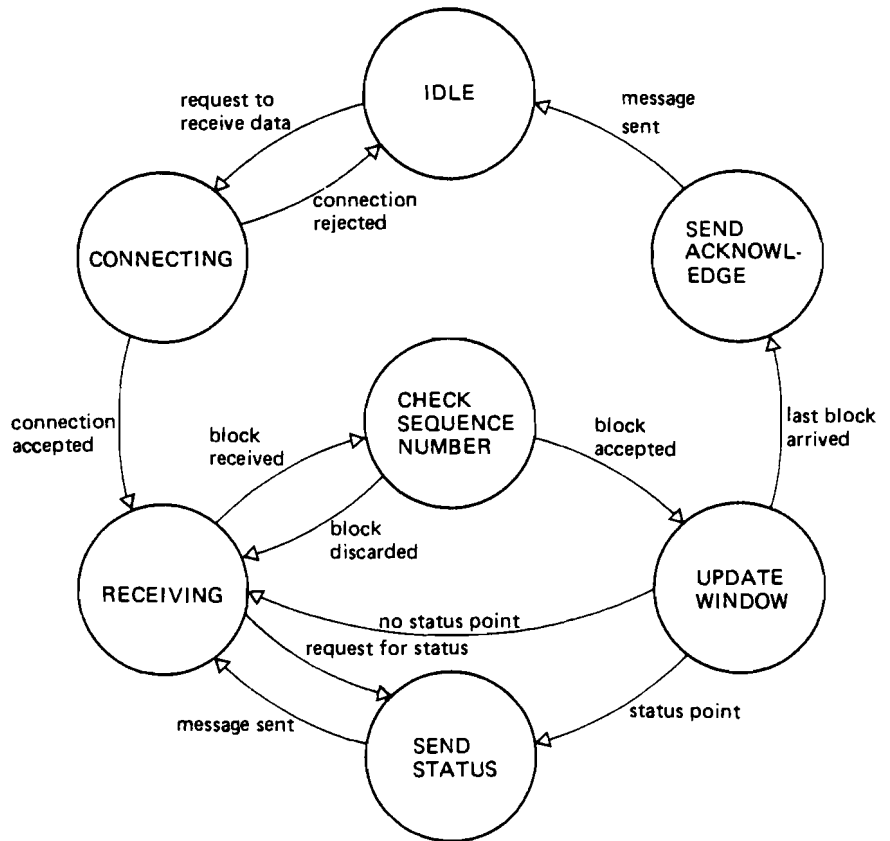 IDLE
request to
receive data
message
sent
connection
rejected
CONNECTING
SEND
ACKNOWL-
EDGE
connection
accepted
block
received
CHECK
SEQUENCE
NUMBER
block
accepted
last block
arrived
block
discarded
RECEIVING
UPDATE
WINDOW
no status point
request for status
message sent
status point
SEND
STATUS